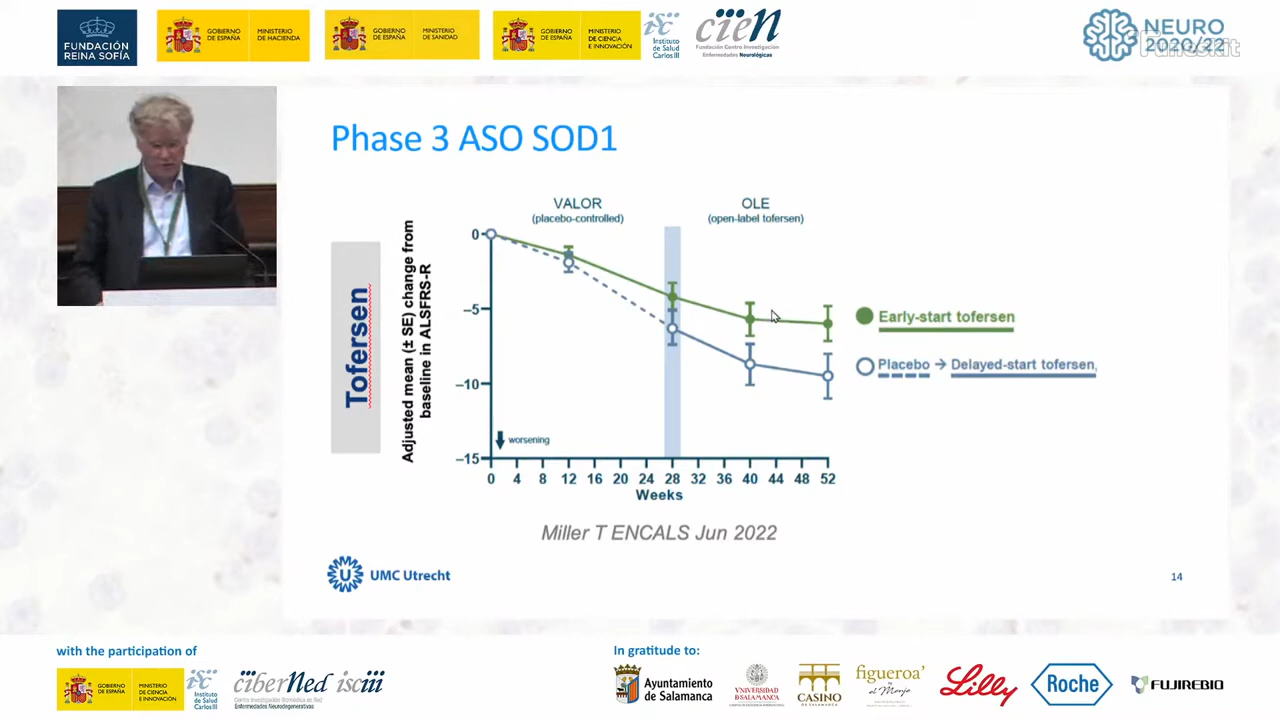 FUNDACIÓN
REINA SOFÍA
GOBIERNO
DE ESPAÑA
MINISTERIO
DE HACIENDA
GOBIERNO
DE ESPAÑA
MINISTERIO
DE SANIDAD
GOBIERNO
DE ESPAÑA
MINISTERIO
DE CIENCIA
E INNOVACIÓN
isc
Instituto
de Salud
Carlos III
cien
Fundación Centro Investigación
Enfermedades Neurológicas
NEURO
2020/22
Phase 3 ASO SOD1
VALOR
(placebo-controlled)
OLE
(open-label tofersen)
Tofersen
Adjusted mean (± SE) change from
baseline in ALSFRS-R
0
−5
−10
−15
worsening
0 4 8 12 16 20 24 28 32 36 40 44 48 52
Weeks
Early-start tofersen
Placebo → Delayed-start tofersen,
Miller T ENCALS Jun 2022
UMC Utrecht
14
with the participation of
GOBIERNO
DE ESPAÑA
MINISTERIO
DE CIENCIA
E INNOVACIÓN
isc
Instituto
de Salud
Carlos III
ciberNed isciii
Centro Investigación Biomédica en Red
Enfermedades Neurodegenerativas
In gratitude to:
Ayuntamiento
de Salamanca
VNiVERSiDAD
DSALAMANCA
CASINO
DE SALAMANCA
figueroa'
by
el Monje
Lilly
Roche
FUJIREBIO